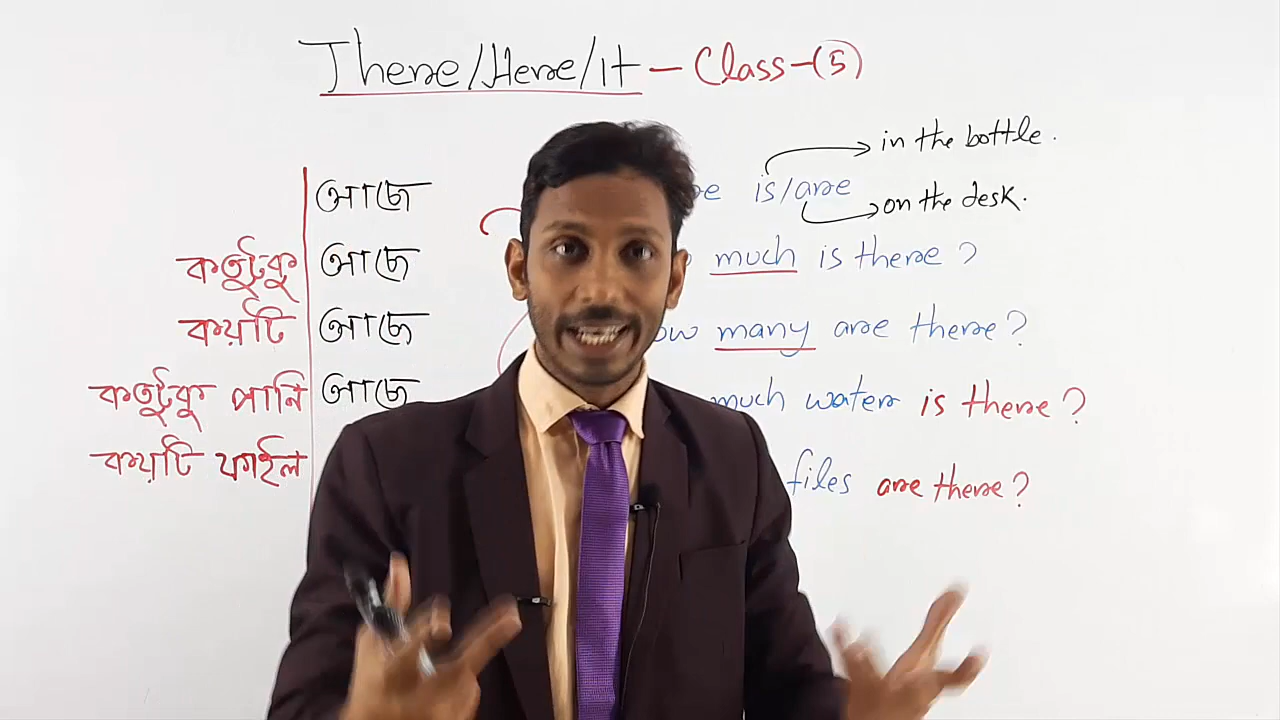 There/Here/it - Class-(5)
in the bottle.
আছে is/are
on the desk.
কতটুকু আছে much is there?
কয়টি আছে many are there?
কতটুকু পানি আছে much water is there?
কয়টি ফাইল files are there?